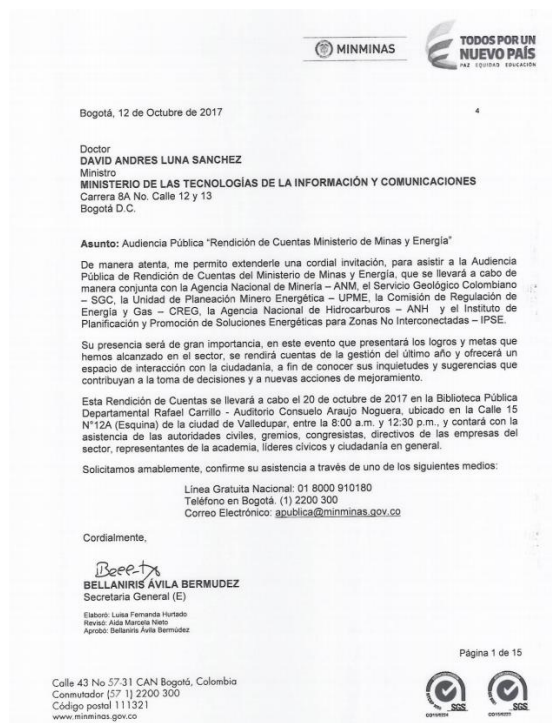 MINMINAS
TODOS POR UN
NUEVO PAÍS
PAZ EQUIDAD EDUCACIÓN
Bogotá, 12 de Octubre de 2017
4
Doctor
DAVID ANDRES LUNA SANCHEZ
Ministro
MINISTERIO DE LAS TECNOLOGÍAS DE LA INFORMACIÓN Y COMUNICACIONES
Carrera 8A No. Calle 12 y 13
Bogotá D.C.
Asunto: Audiencia Pública “Rendición de Cuentas Ministerio de Minas y Energía”
De manera atenta, me permito extenderle una cordial invitación, para asistir a la Audiencia
Pública de Rendición de Cuentas del Ministerio de Minas y Energía, que se llevará a cabo de
manera conjunta con la Agencia Nacional de Minería – ANM, el Servicio Geológico Colombiano
– SGC, la Unidad de Planeación Minero Energética - UPME, la Comisión de Regulación de
Energía y Gas – CREG, la Agencia Nacional de Hidrocarburos – ANH y el Instituto de
Planificación y Promoción de Soluciones Energéticas para Zonas No Interconectadas – IPSE.
Su presencia será de gran importancia, en este evento que presentará los logros y metas que
hemos alcanzado en el sector, se rendirá cuentas de la gestión del último año y ofrecerá un
espacio de interacción con la ciudadanía, a fin de conocer sus inquietudes y sugerencias que
contribuyan a la toma de decisiones y a nuevas acciones de mejoramiento.
Esta Rendición de Cuentas se llevará a cabo el 20 de octubre de 2017 en la Biblioteca Pública
Departamental Rafael Carrillo - Auditorio Consuelo Araujo Noguera, ubicado en la Calle 15
N°12A (Esquina) de la ciudad de Valledupar, entre la 8:00 a.m. y 12:30 p.m., y contará con la
asistencia de las autoridades civiles, gremios, congresistas, directivos de las empresas del
sector, representantes de la academia, líderes cívicos y ciudadanía en general.
Solicitamos amablemente, confirme su asistencia a través de uno de los siguientes medios:
Línea Gratuita Nacional: 01 8000 910180
Teléfono en Bogotá. (1) 2200 300
Correo Electrónico: apublica@minminas.gov.co
Cordialmente,
BELLANIRIS ÁVILA BERMUDEZ
Secretaria General (E)
Elaboró: Luisa Fernanda Hurtado
Revisó: Aida Marcela Nieto
Aprobó: Bellaniris Ávila Bermúdez
Página 1 de 15
Calle 43 No 57-31 CAN Bogotá, Colombia
Conmutador (57 1) 2200 300
Código postal 111321
www.minminas.gov.co
SGS
SGS